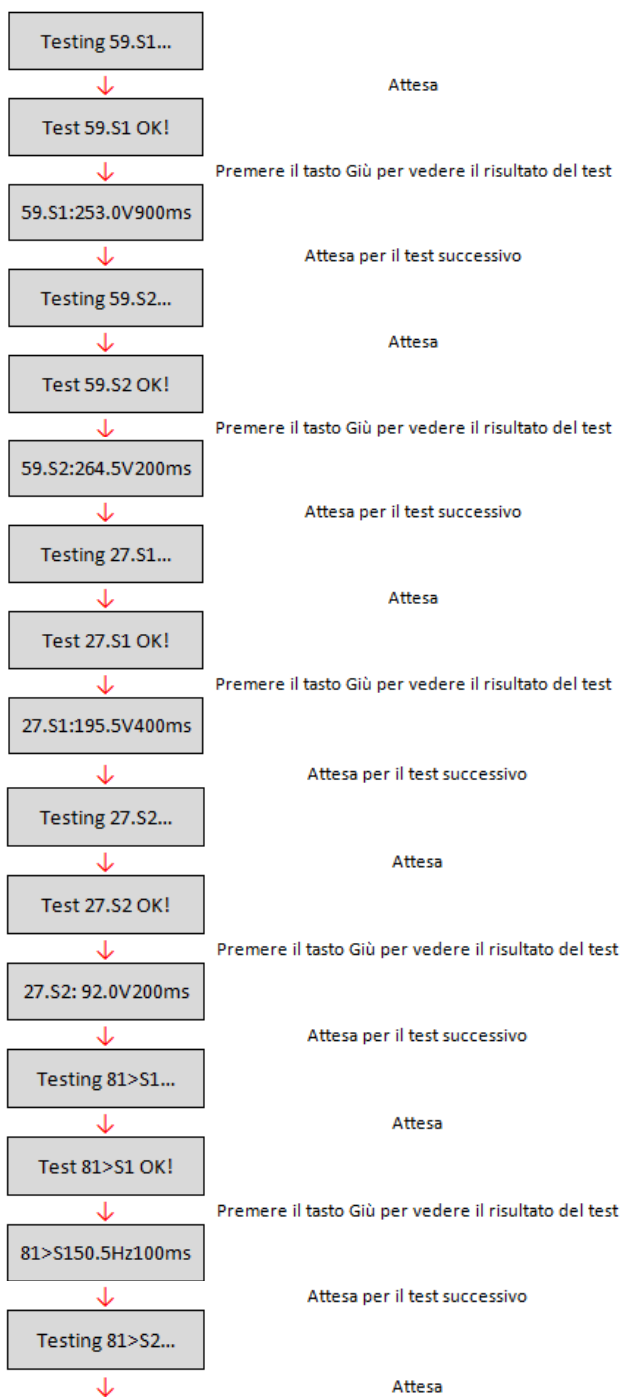 Testing 59.S1...
Attesa
Test 59.S1 OK!
Premere il tasto Giù per vedere il risultato del test
59.S1:253.0V900ms
Attesa per il test successivo
Testing 59.S2...
Attesa
Test 59.S2 OK!
Premere il tasto Giù per vedere il risultato del test
59.S2:264.5V200ms
Attesa per il test successivo
Testing 27.S1...
Attesa
Test 27.S1 OK!
Premere il tasto Giù per vedere il risultato del test
27.S1:195.5V400ms
Attesa per il test successivo
Testing 27.S2...
Attesa
Test 27.S2 OK!
Premere il tasto Giù per vedere il risultato del test
27.S2: 92.0V200ms
Attesa per il test successivo
Testing 81>S1...
Attesa
Test 81>S1 OK!
Premere il tasto Giù per vedere il risultato del test
81>S150.5Hz100ms
Attesa per il test successivo
Testing 81>S2...
Attesa